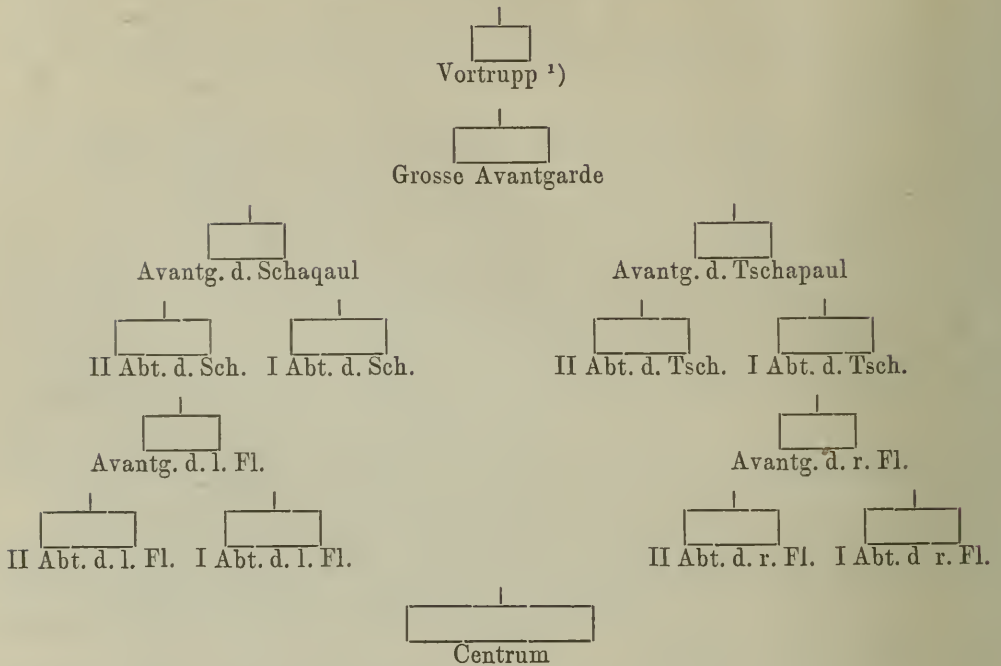 Vortrupp ¹)
Grosse Avantgarde
Avantg. d. Schaqaul Avantg. d. Tschapaul
II Abt. d. Sch. I Abt. d. Sch. II Abt. d. Tsch. I Abt. d. Tsch.
Avantg. d. l. Fl. Avantg. d. r. Fl.
II Abt. d. l. Fl. I Abt. d. l. Fl. II Abt. d. r. Fl. I Abt. d r. Fl.
Centrum